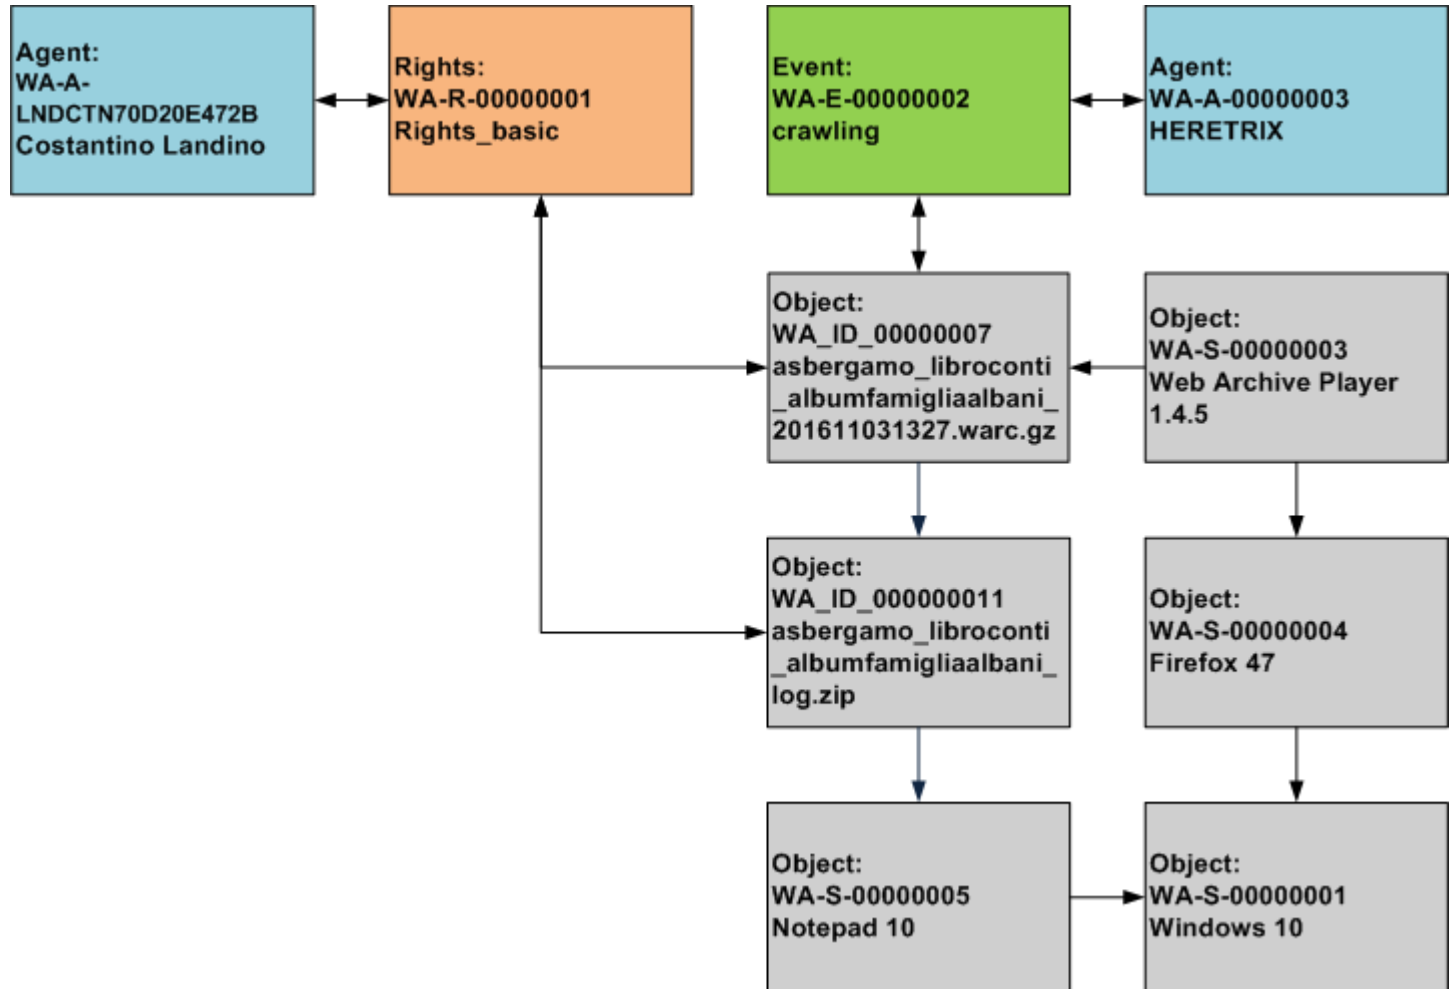 Agent:
WA-A-
LNDCTN70D20E472B
Costantino Landino
Rights:
WA-R-00000001
Rights_basic
Event:
WA-E-00000002
crawling
Agent:
WA-A-00000003
HERETRIX
Object:
WA_ID_00000007
asbergamo_libroconti
_albumfamigliaalbani_
201611031327.warc.gz
Object:
WA-S-00000003
Web Archive Player
1.4.5
Object:
WA_ID_000000011
asbergamo_libroconti
_albumfamigliaalbani_
log.zip
Object:
WA-S-00000004
Firefox 47
Object:
WA-S-00000005
Notepad 10
Object:
WA-S-00000001
Windows 10